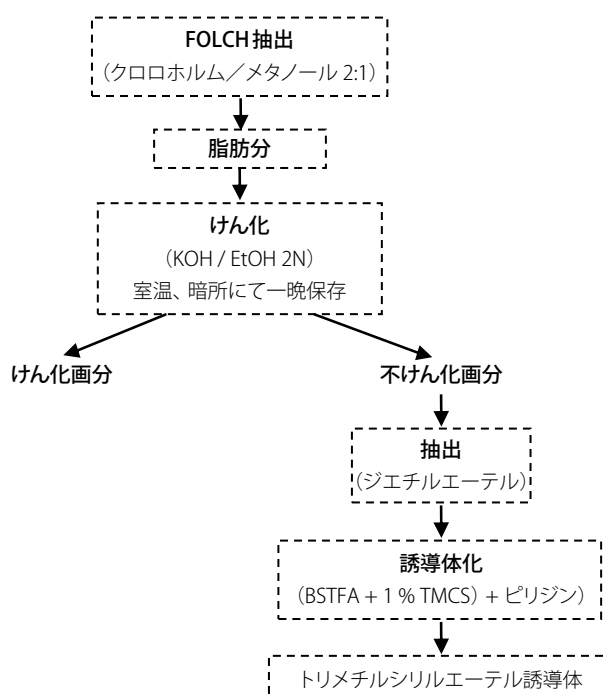 FOLCH 抽出
（クロロホルム／メタノール 2:1）
脂肪分
けん化
（KOH / EtOH 2N）
室温、暗所にて一晩保存
けん化画分
不けん化画分
抽出
（ジエチルエーテル）
誘導体化
（BSTFA + 1 % TMCS）+ ピリジン）
トリメチルシリルエーテル誘導体